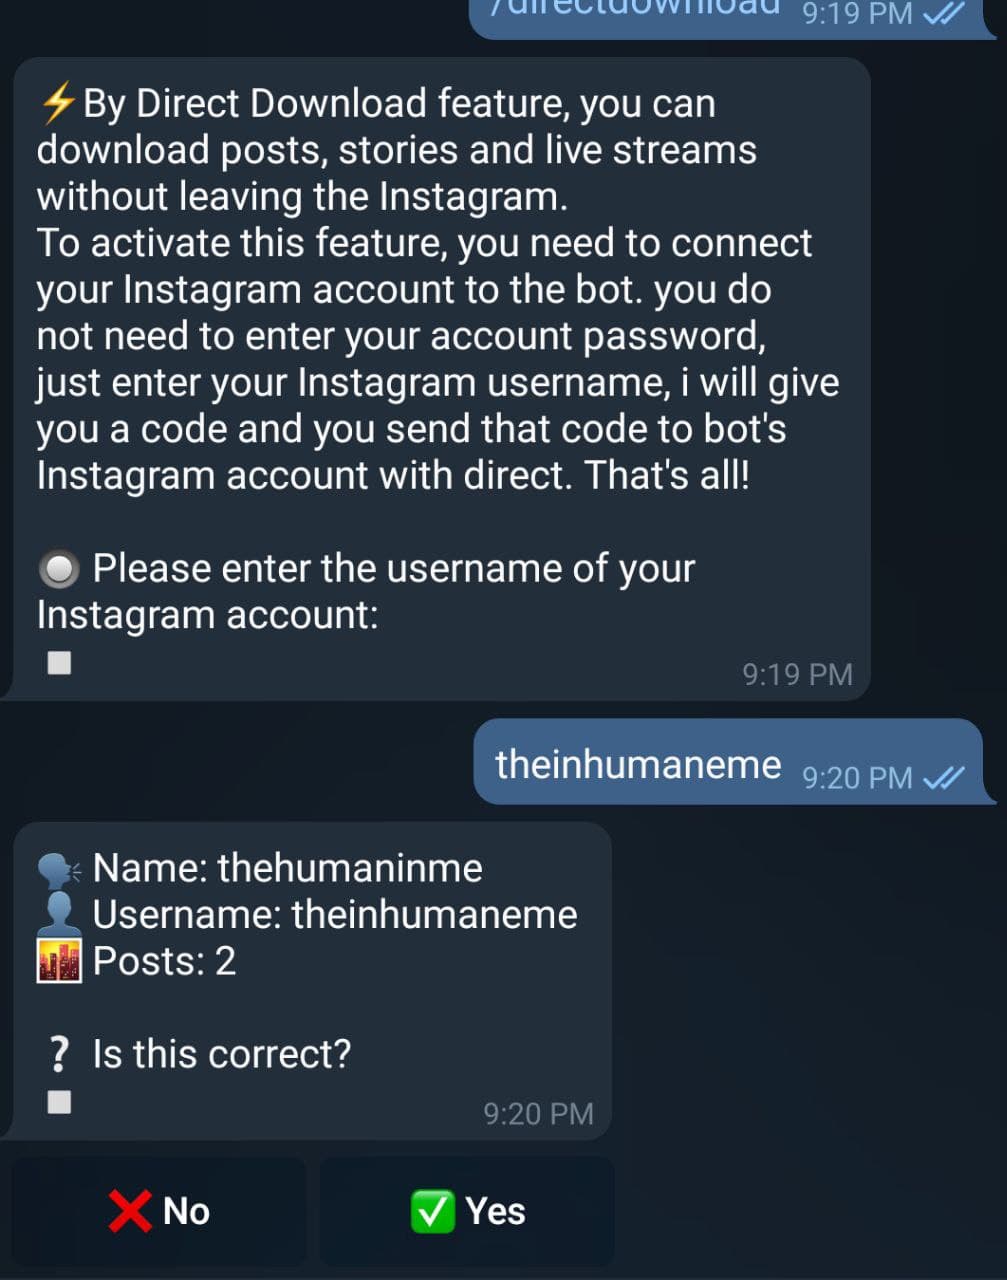 /directdownload 9:19 PM
⚡By Direct Download feature, you can
download posts, stories and live streams
without leaving the Instagram.
To activate this feature, you need to connect
your Instagram account to the bot. you do
not need to enter your account password,
just enter your Instagram username, i will give
you a code and you send that code to bot's
Instagram account with direct. That's all!
🔘 Please enter the username of your
Instagram account:
9:19 PM
theinhumaneme 9:20 PM
🗣 Name: thehumaninme
👤 Username: theinhumaneme
🌇 Posts: 2
❔ Is this correct?
9:20 PM
❌ No
✅ Yes